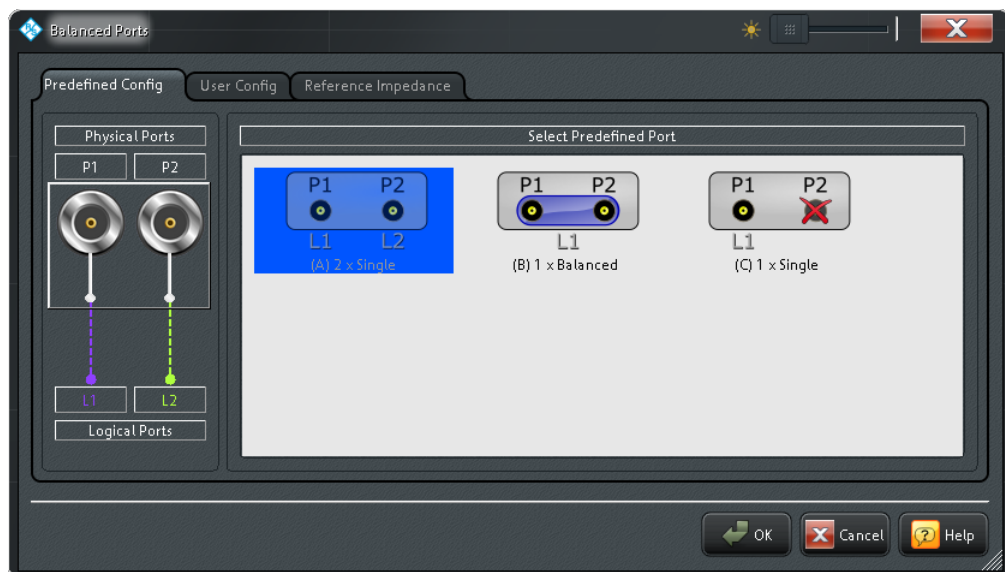 Balanced Ports
Predefined Config User Config Reference Impedance
Physical Ports
P1 P2
L1 L2
Logical Ports
Select Predefined Port
P1 P2
L1 L2
(A) 2 x Single
P1 P2
L1
(B) 1 x Balanced
P1 P2
L1
(C) 1 x Single
OK Cancel Help